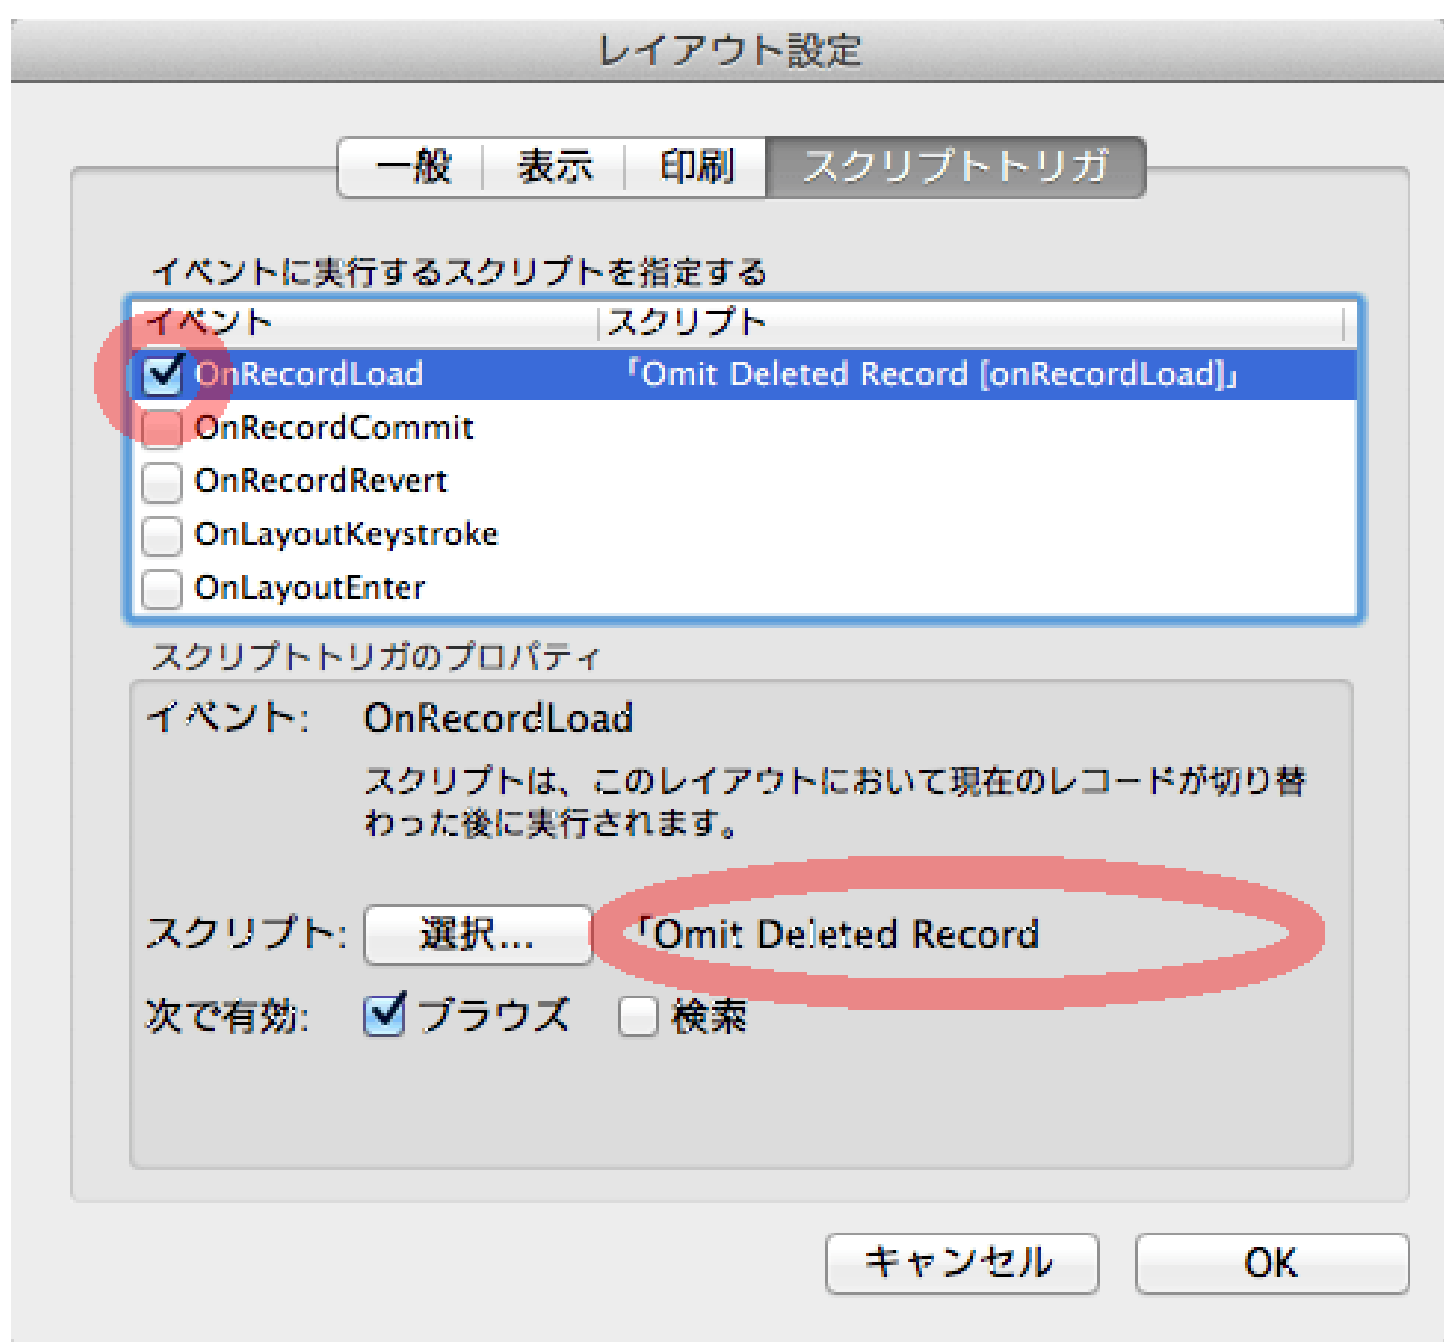 レイアウト設定
一般 表示 印刷 スクリプトトリガ
イベントに実行するスクリプトを指定する
イベント スクリプト
OnRecordLoad 「Omit Deleted Record [onRecordLoad]」
OnRecordCommit
OnRecordRevert
OnLayoutKeystroke
OnLayoutEnter
スクリプトトリガのプロパティ
イベント: OnRecordLoad
スクリプトは、このレイアウトにおいて現在のレコードが切り替
わった後に実行されます。
スクリプト: 選択... 「Omit Deleted Record
次で有効: ブラウズ 検索
キャンセル OK